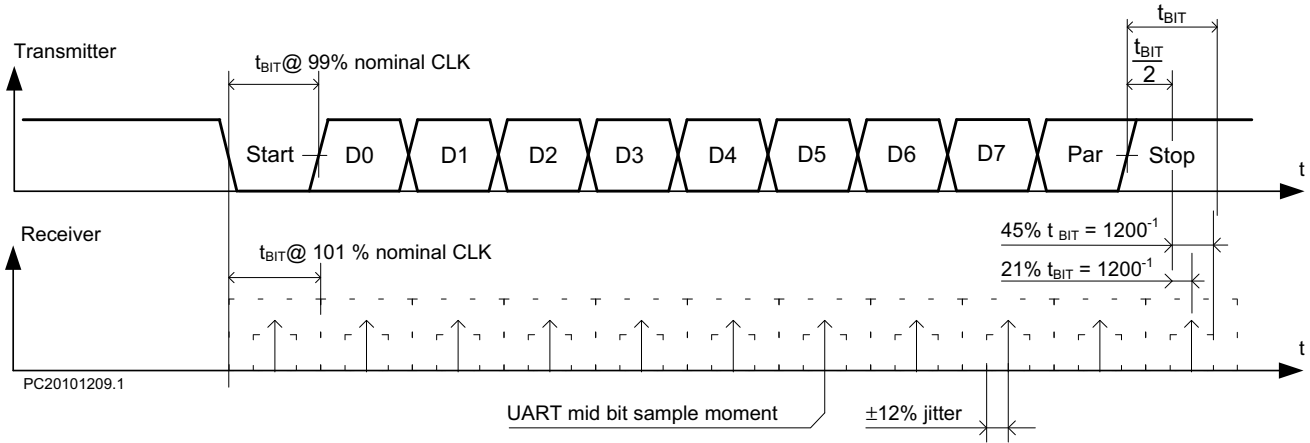 t_BIT
Transmitter
t_BIT@ 99% nominal CLK
t_BIT
2
Start D0 D1 D2 D3 D4 D5 D6 D7 Par Stop
t
Receiver
t_BIT@ 101 % nominal CLK
45% t_BIT = 1200⁻¹
21% t_BIT = 1200⁻¹
t
PC20101209.1
UART mid bit sample moment
±12% jitter